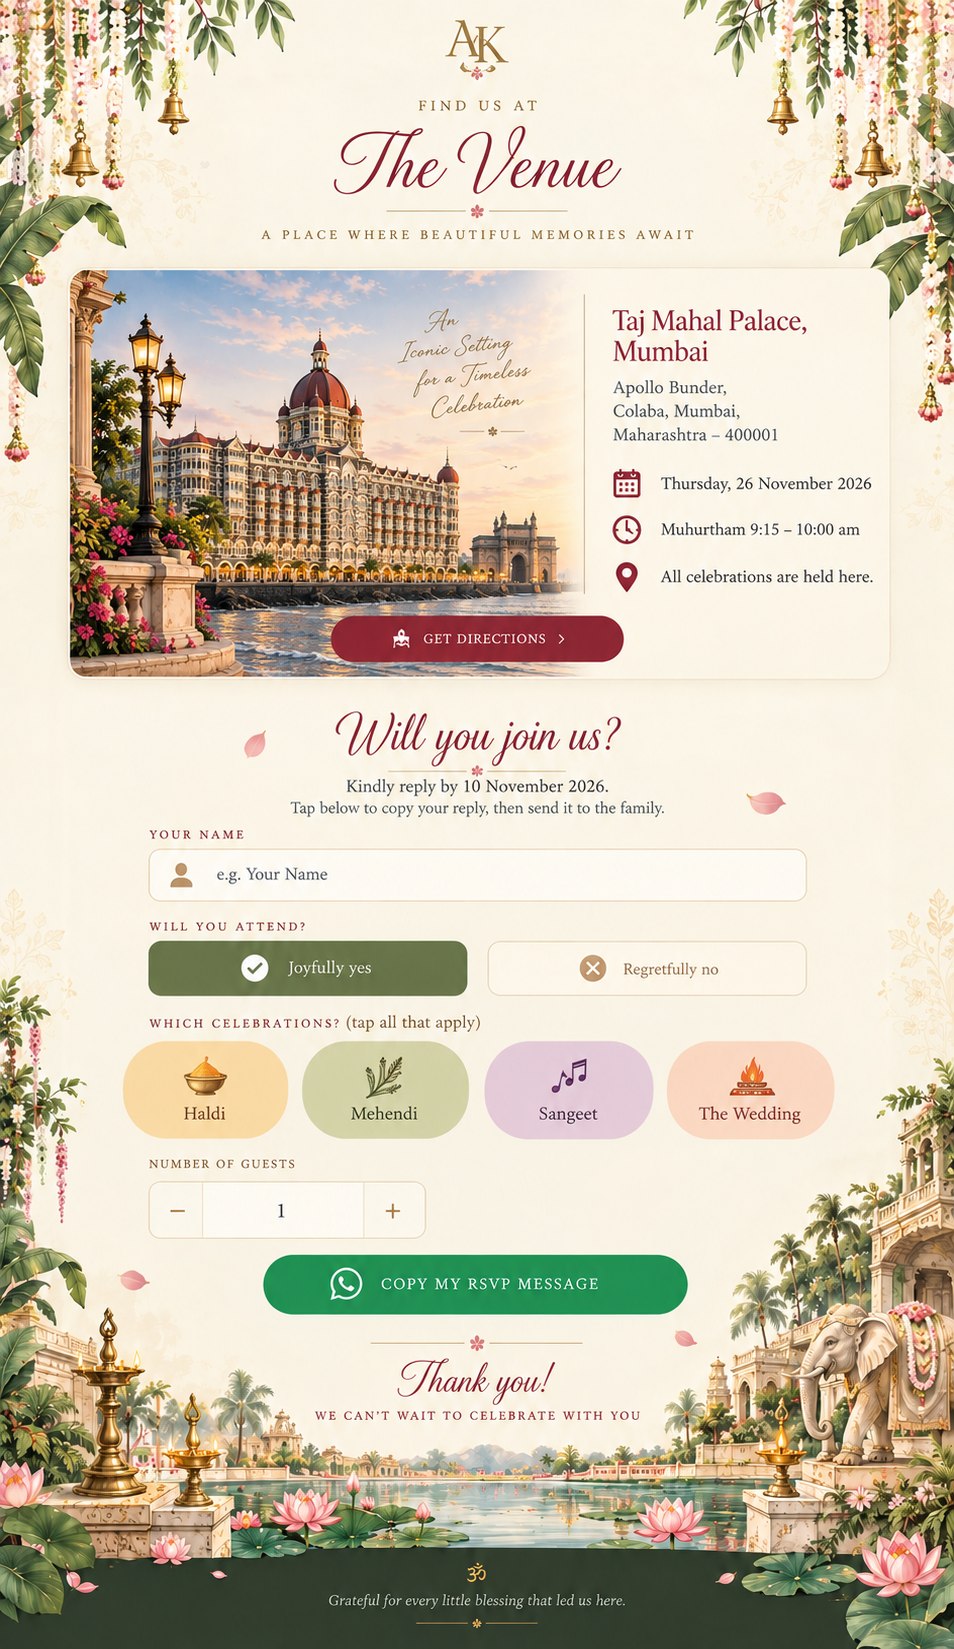 AK
FIND US AT
The Venue
A PLACE WHERE BEAUTIFUL MEMORIES AWAIT
An
Iconic Setting
for a Timeless
Celebration
Taj Mahal Palace,
Mumbai
Apollo Bunder,
Colaba, Mumbai,
Maharashtra – 400001
Thursday, 26 November 2026
Muhurtham 9:15 – 10:00 am
All celebrations are held here.
GET DIRECTIONS >
Will you join us?
Kindly reply by 10 November 2026.
Tap below to copy your reply, then send it to the family.
YOUR NAME
e.g. Your Name
WILL YOU ATTEND?
Joyfully yes
Regretfully no
WHICH CELEBRATIONS? (tap all that apply)
Haldi
Mehendi
Sangeet
The Wedding
NUMBER OF GUESTS
− 1 +
COPY MY RSVP MESSAGE
Thank you!
WE CAN'T WAIT TO CELEBRATE WITH YOU
ॐ
Grateful for every little blessing that led us here.